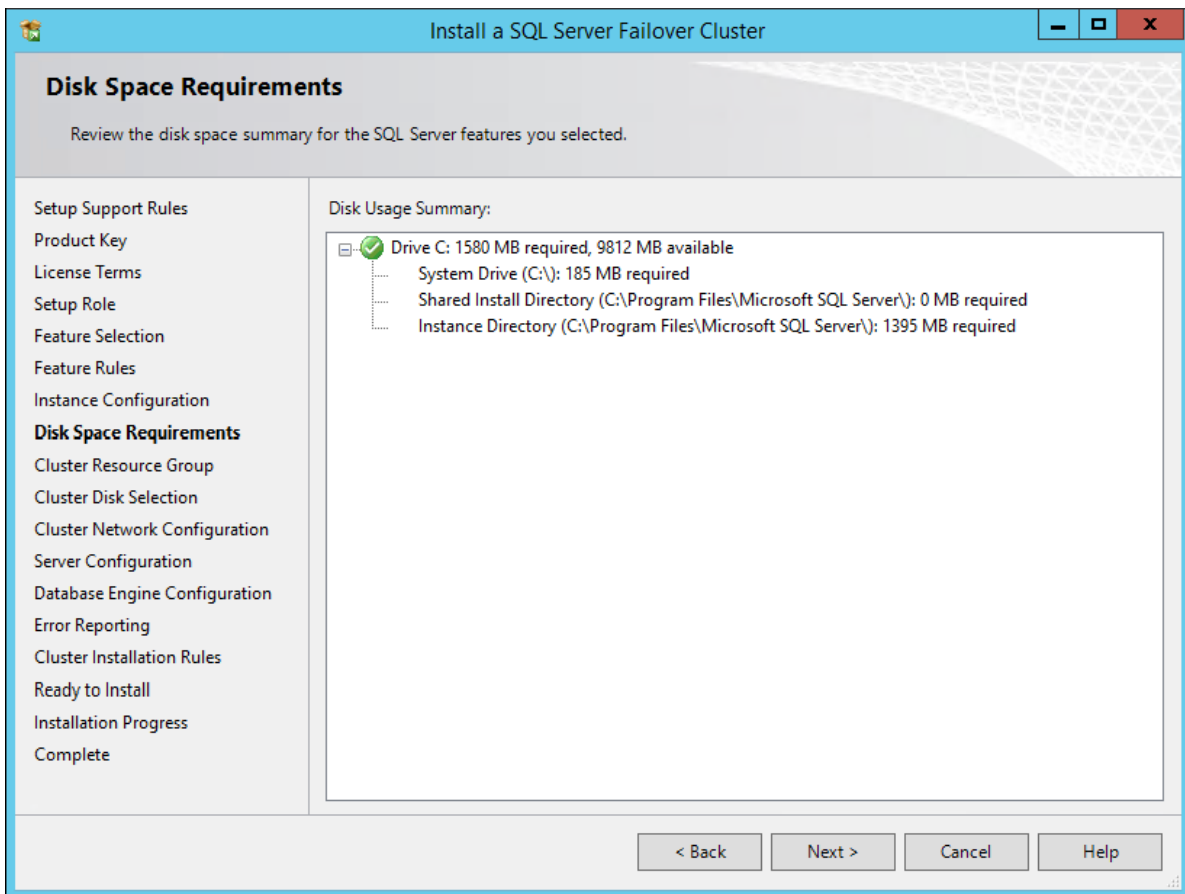 Install a SQL Server Failover Cluster
Disk Space Requirements
Review the disk space summary for the SQL Server features you selected.
Setup Support Rules
Product Key
License Terms
Setup Role
Feature Selection
Feature Rules
Instance Configuration
Disk Space Requirements
Cluster Resource Group
Cluster Disk Selection
Cluster Network Configuration
Server Configuration
Database Engine Configuration
Error Reporting
Cluster Installation Rules
Ready to Install
Installation Progress
Complete
Disk Usage Summary:
Drive C: 1580 MB required, 9812 MB available
System Drive (C:\): 185 MB required
Shared Install Directory (C:\Program Files\Microsoft SQL Server\): 0 MB required
Instance Directory (C:\Program Files\Microsoft SQL Server\): 1395 MB required
< Back Next > Cancel Help